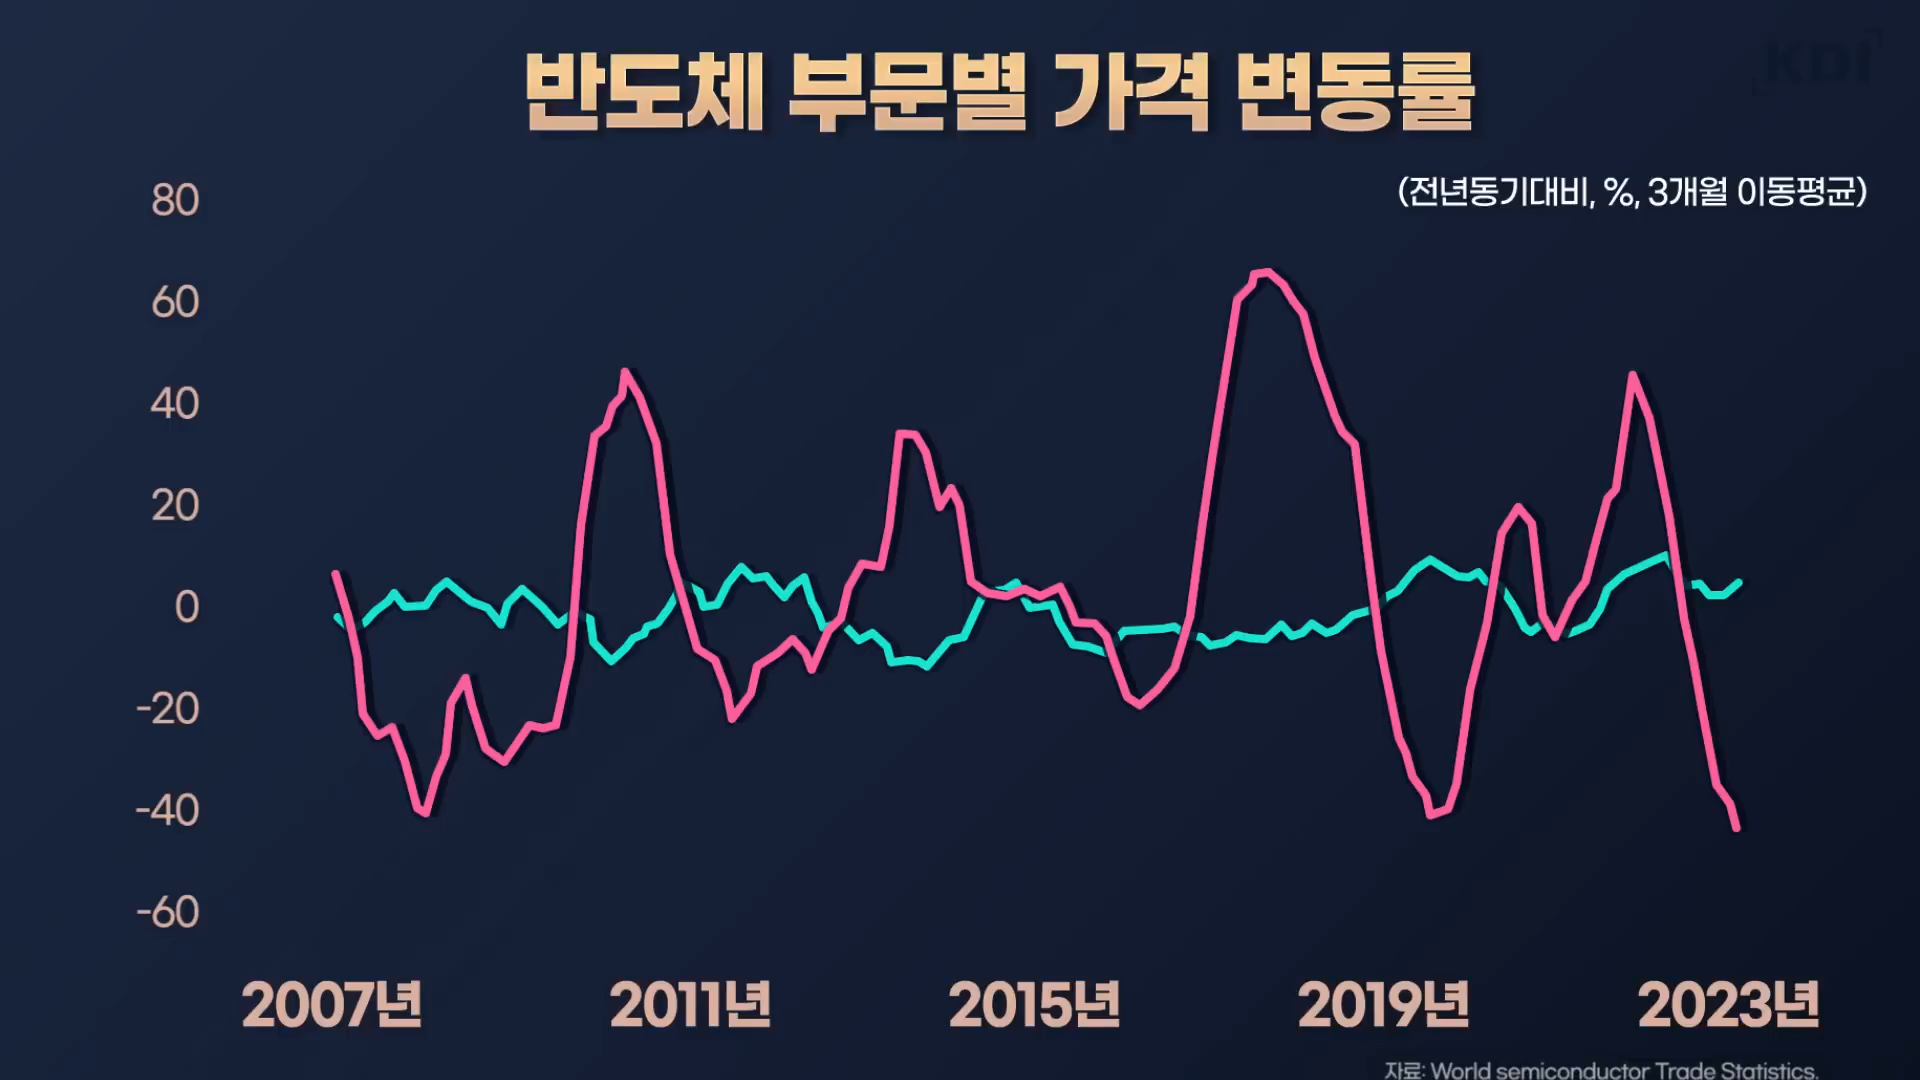 반도체 부문별 가격 변동률
KDI
(전년동기대비, %, 3개월 이동평균)
80
60
40
20
0
-20
-40
-60
2007년 2011년 2015년 2019년 2023년
자료: World semiconductor Trade Statistics.